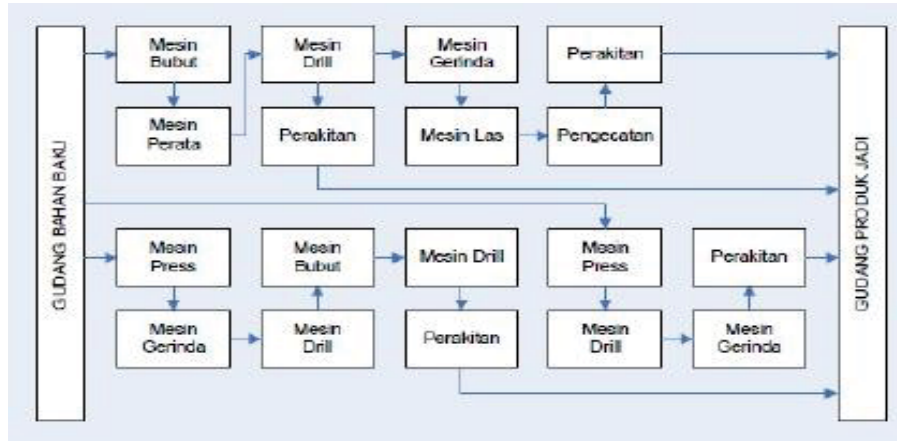 GUDANG BAHAN BAKU
Mesin
Bubut
Mesin
Drill
Mesin
Gerinda
Perakitan
Mesin
Perata
Perakitan
Mesin Las
Pengecatan
Mesin
Press
Mesin
Bubut
Mesin Drill
Mesin
Press
Perakitan
Mesin
Gerinda
Mesin
Drill
Perakitan
Mesin
Drill
Mesin
Gerinda
GUDANG PRODUK JADI